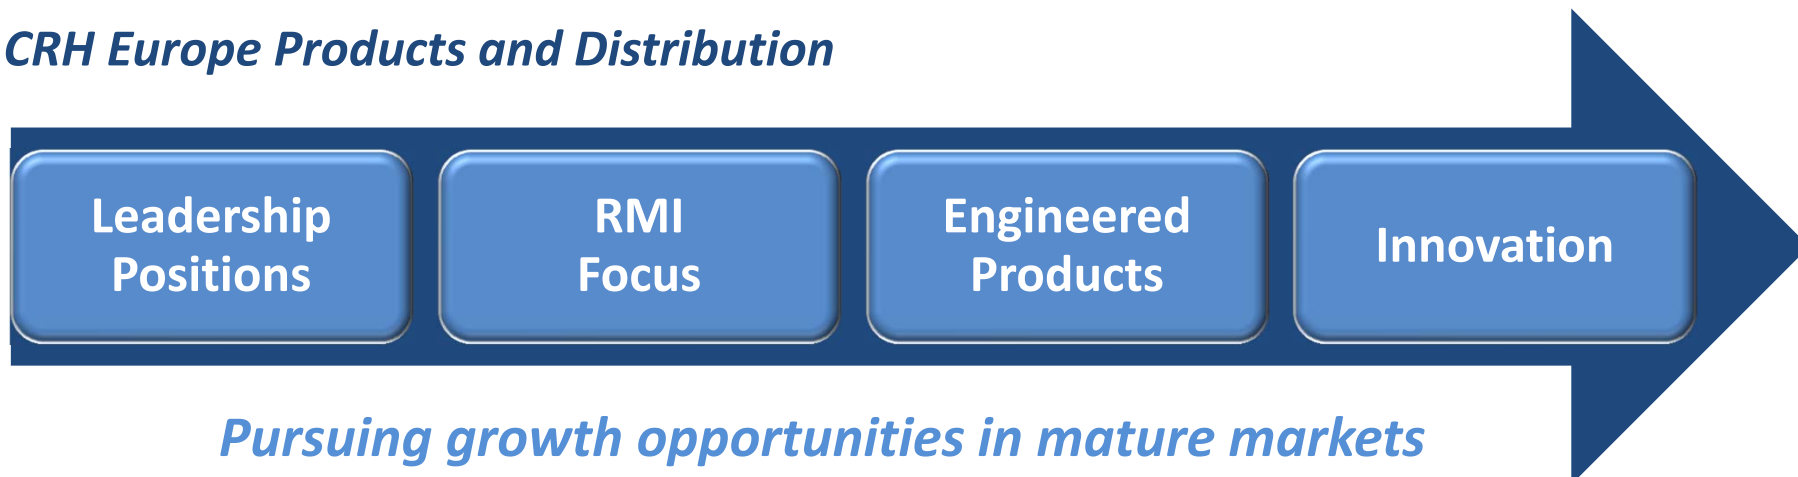 CRH Europe Products and Distribution
Leadership
Positions
RMI
Focus
Engineered
Products
Innovation
Pursuing growth opportunities in mature markets